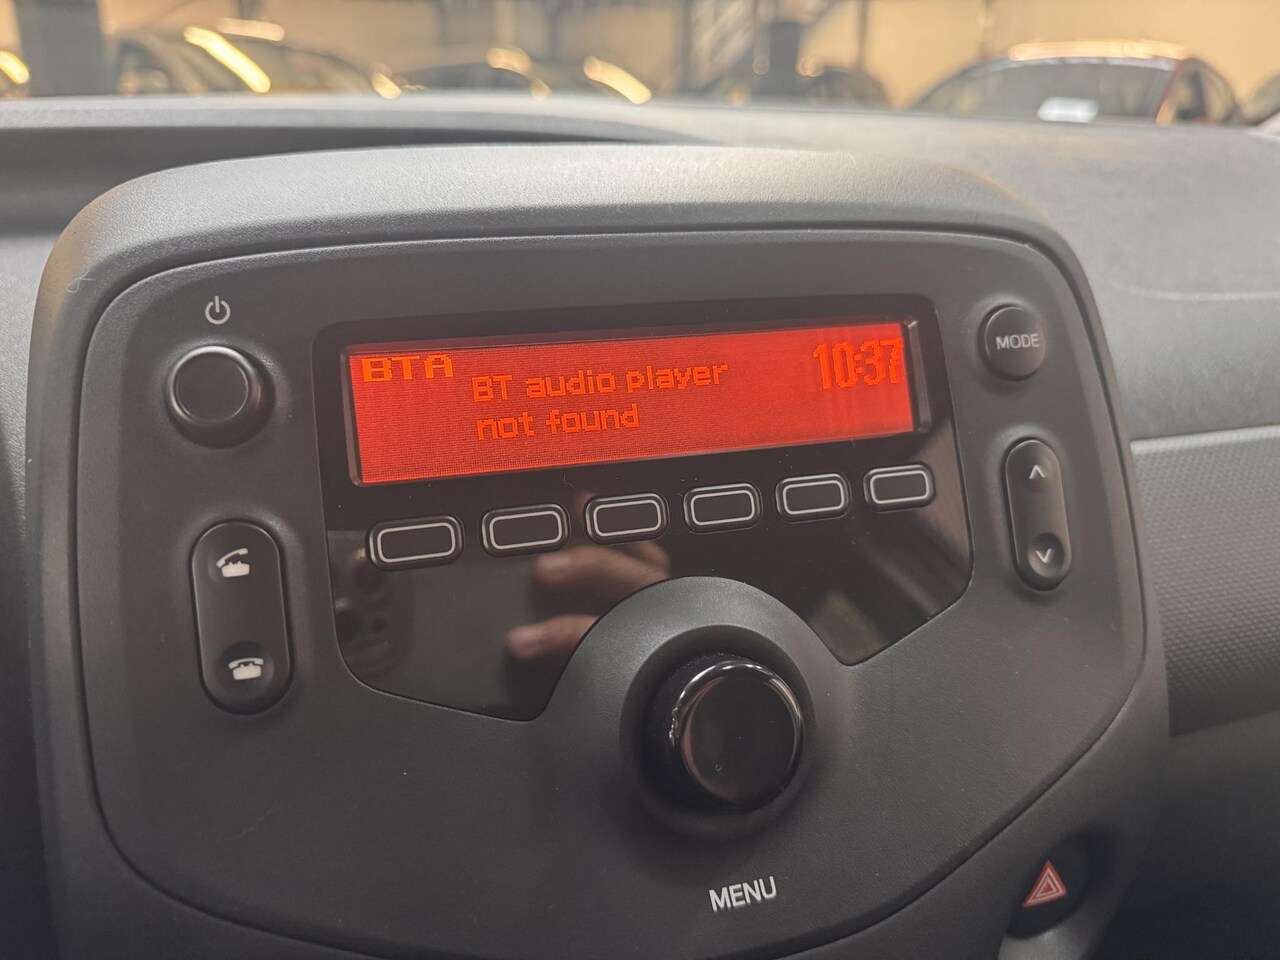 BTA
BT audio player
not found
10:37
MODE
MENU